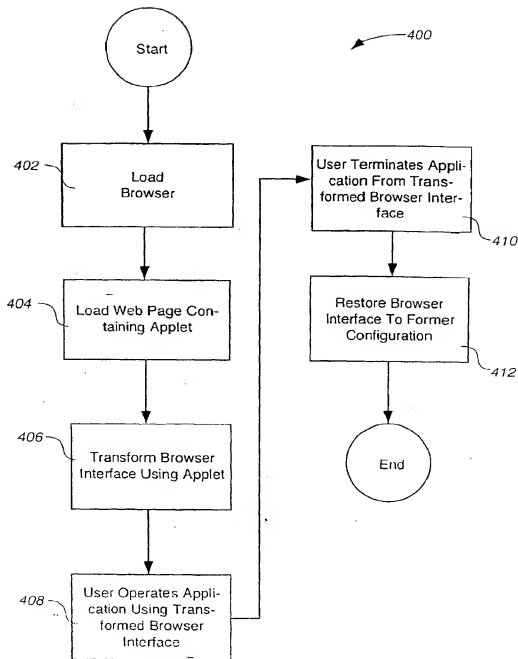 Start
400
402
Load
Browser
404
Load Web Page Con-
taining Applet
406
Transform Browser
Interface Using Applet
408
User Operates Appli-
cation Using Trans-
formed Browser
Interface
User Terminates Appli-
cation From Trans-
formed Browser Inter-
face
410
Restore Browser
Interface To Former
Configuration
412
End